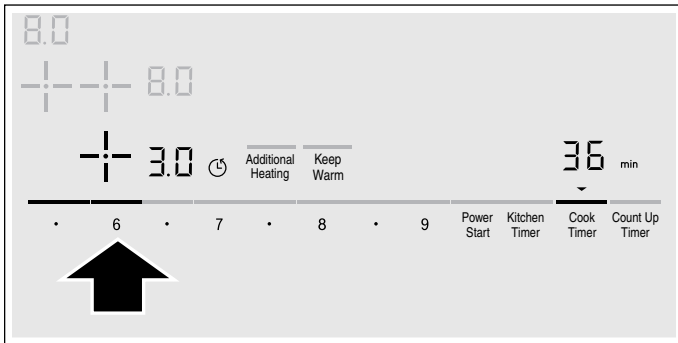 8.0
8.0
3.0 Additional Heating Keep Warm 36 min
· 6 · 7 · 8 · 9 Power Start Kitchen Timer Cook Timer Count Up Timer